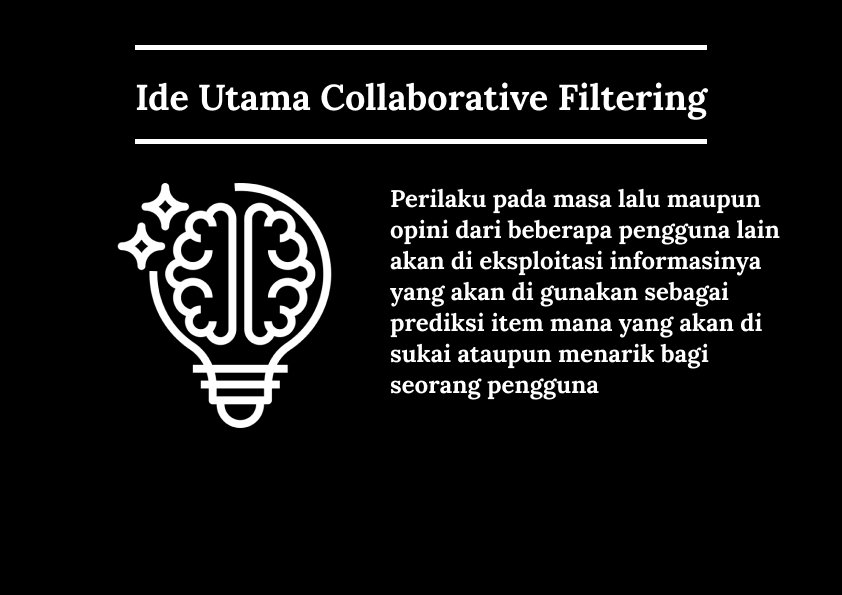 Ide Utama Collaborative Filtering
Perilaku pada masa lalu maupun
opini dari beberapa pengguna lain
akan di eksploitasi informasinya
yang akan di gunakan sebagai
prediksi item mana yang akan di
sukai ataupun menarik bagi
seorang pengguna